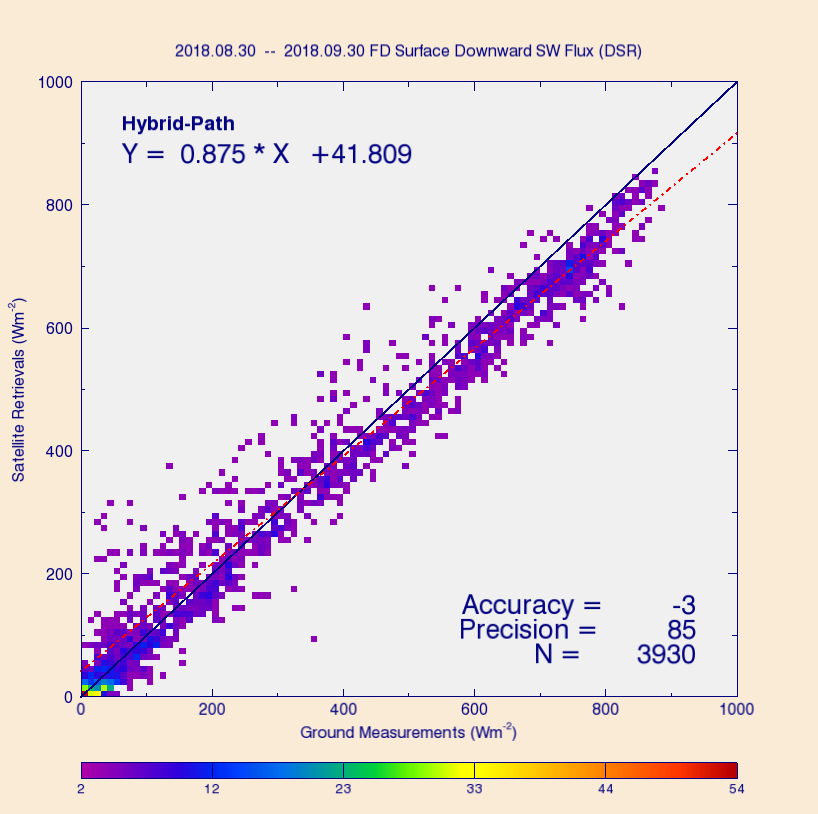 2018.08.30 -- 2018.09.30 FD Surface Downward SW Flux (DSR)
1000
Hybrid-Path
Y = 0.875 * X +41.809
800
600
Satellite Retrievals (Wm-2)
400
200
Accuracy = -3
Precision = 85
N = 3930
0
0 200 400 600 800 1000
Ground Measurements (Wm-2)
2 12 23 33 44 54